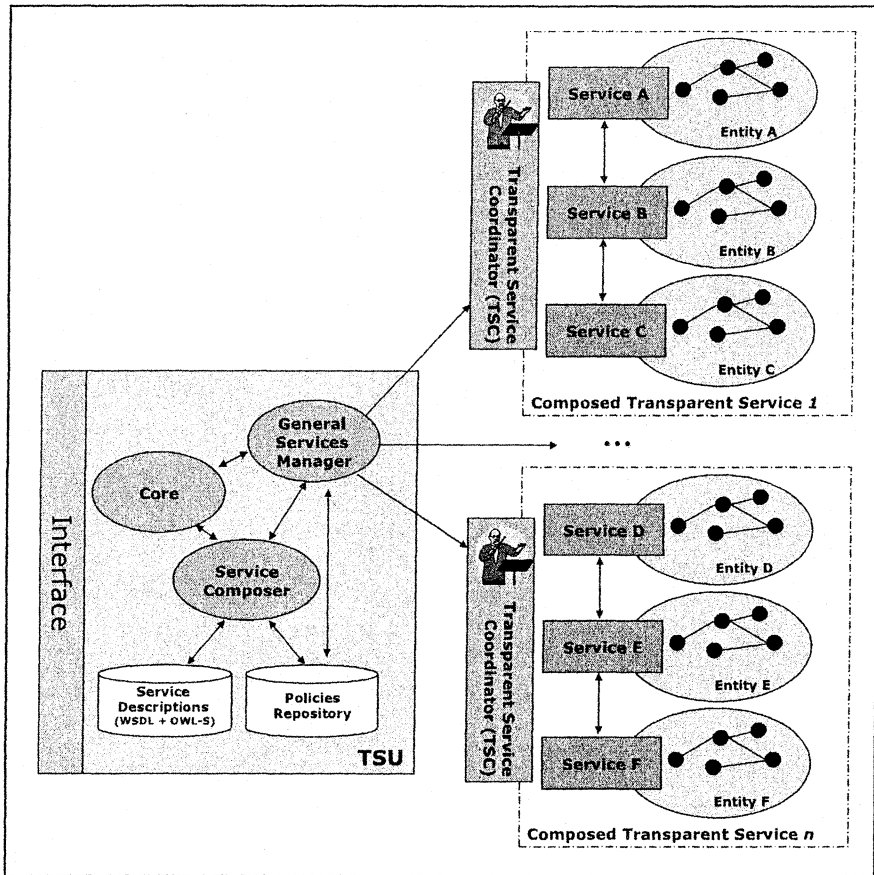 Service A
Entity A
Service B
Entity B
Service C
Entity C
Transparent Service
Coordinator (TSC)
Composed Transparent Service 1
...
Interface
General
Services
Manager
Core
Service
Composer
Service
Descriptions
(WSDL + OWL-S)
Policies
Repository
TSU
Service D
Entity D
Service E
Entity E
Service F
Entity F
Transparent Service
Coordinator (TSC)
Composed Transparent Service n